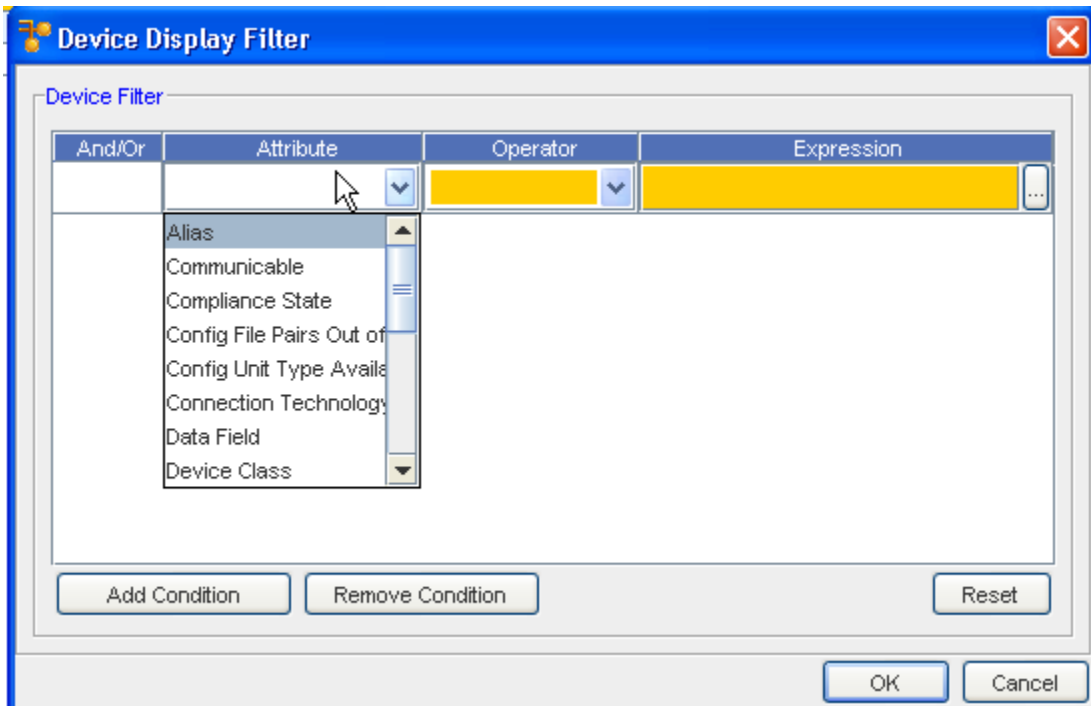 Device Display Filter
Device Filter
And/Or Attribute Operator Expression
...
Alias
Communicable
Compliance State
Config File Pairs Out of
Config Unit Type Availa
Connection Technology
Data Field
Device Class
Add Condition Remove Condition Reset
OK Cancel